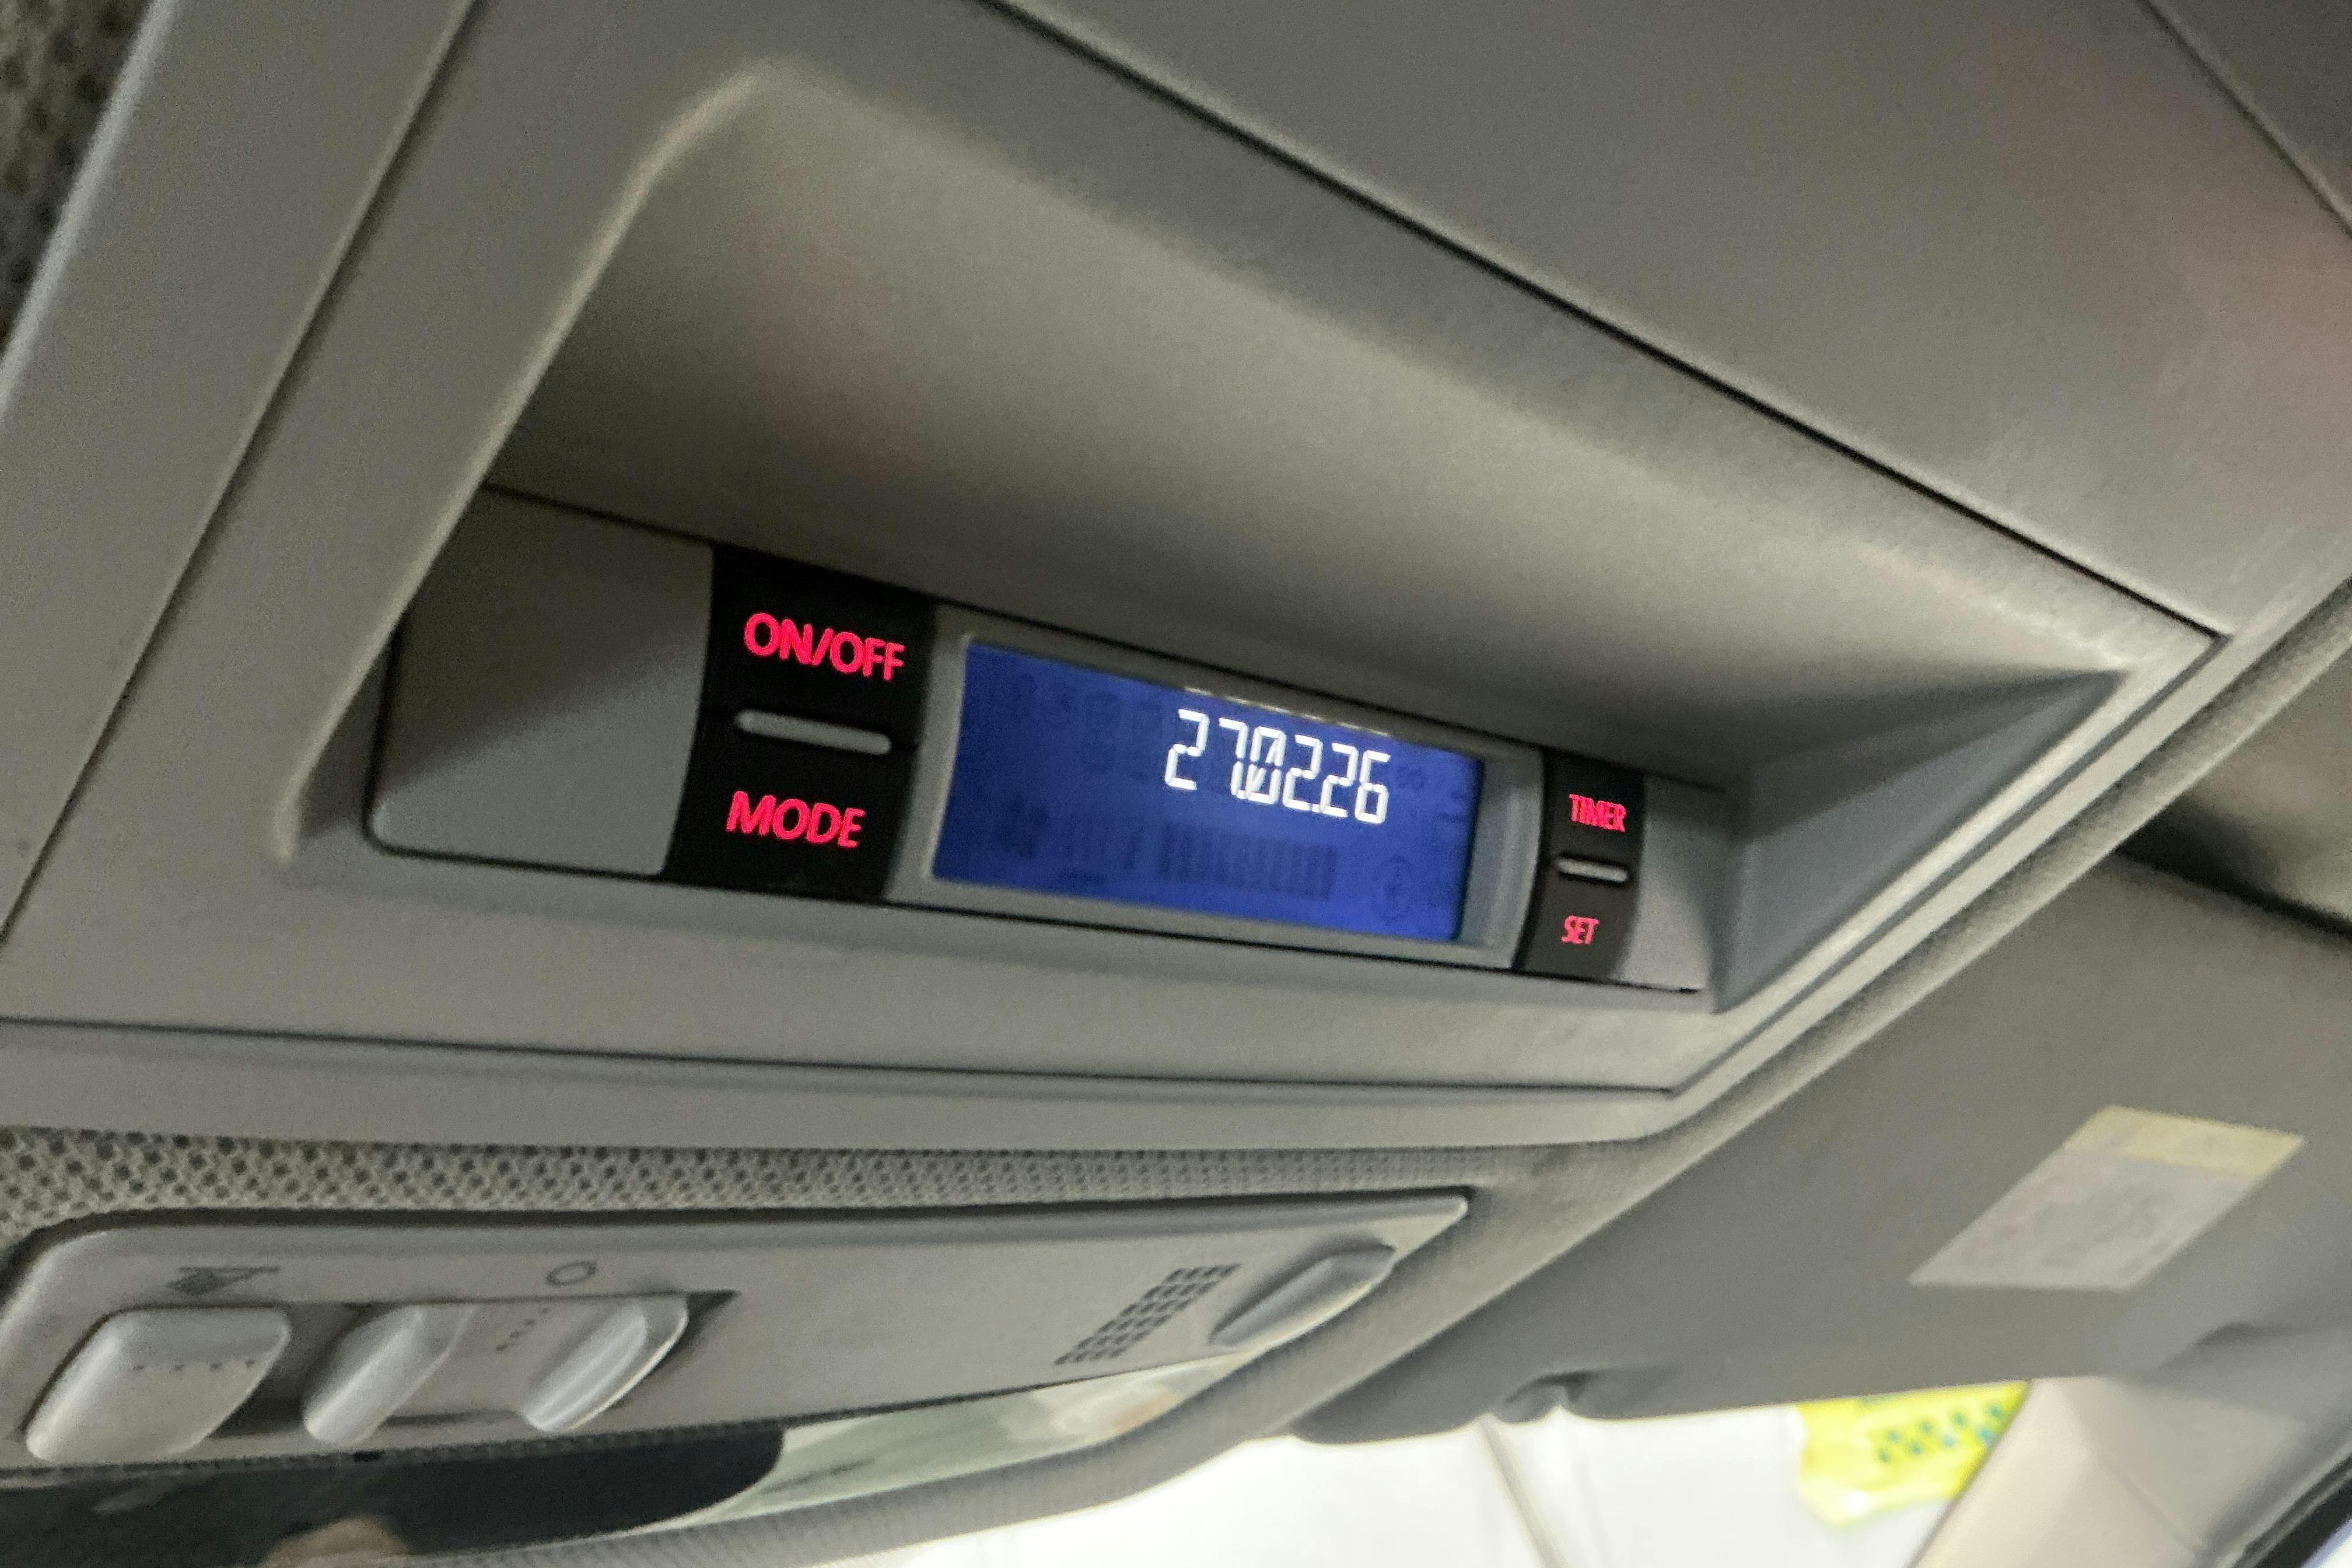 ON/OFF
MODE
27.02.26
TIMER
SET